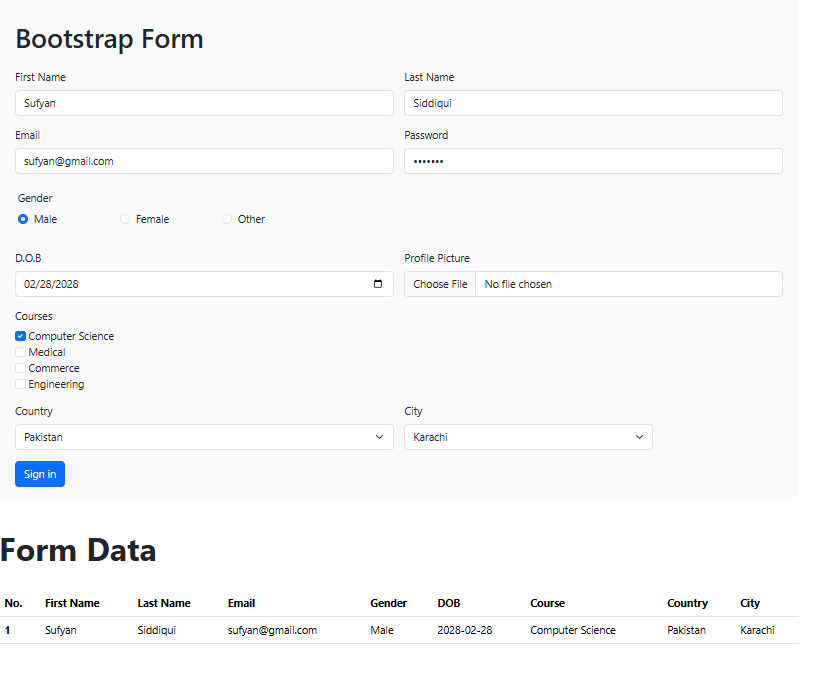 Bootstrap Form
First Name Last Name
Sufyan Siddiqui
Email Password
sufyan@gmail.com •••••••
Gender
Male Female Other
D.O.B Profile Picture
02/28/2028 Choose File No file chosen
Courses
Computer Science
Medical
Commerce
Engineering
Country City
Pakistan Karachi
Sign in
Form Data
No. First Name Last Name Email Gender DOB Course Country City
1 Sufyan Siddiqui sufyan@gmail.com Male 2028-02-28 Computer Science Pakistan Karachi